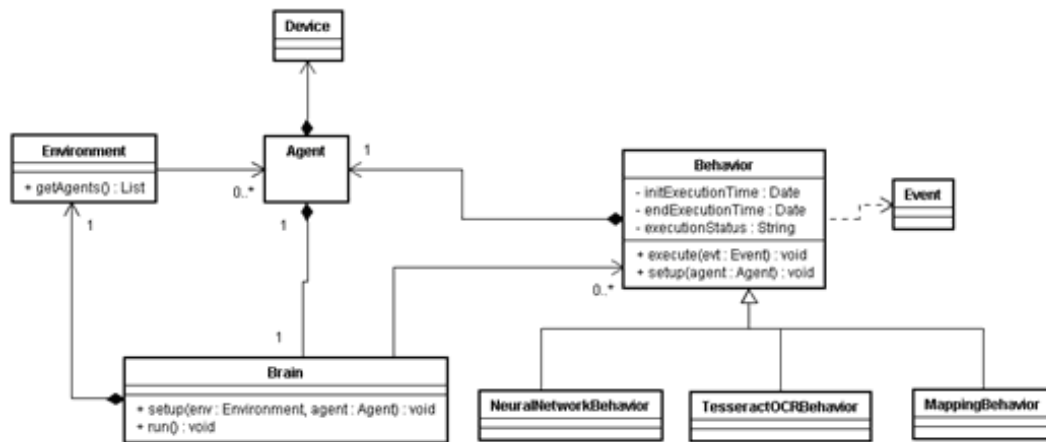 Device
Environment
+ getAgents() : List
Agent
0..*
1
1
1
1
Behavior
- initExecutionTime : Date
- endExecutionTime : Date
- executionStatus : String
+ execute(evt : Event) : void
+ setup(agent : Agent) : void
0..*
Event
Brain
+ setup(env : Environment, agent : Agent) : void
+ run() : void
NeuralNetworkBehavior
TesseractOCRBehavior
MappingBehavior